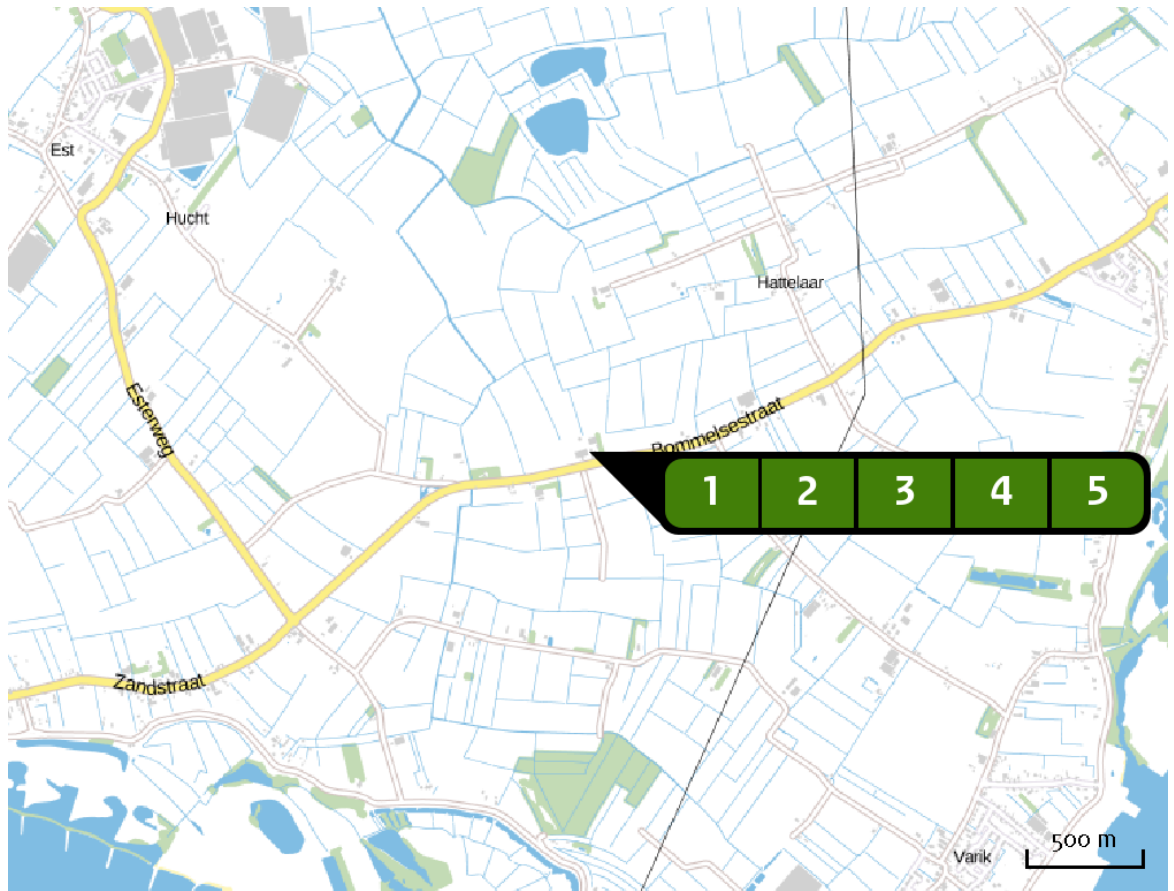 Est
Hucht
Hattelaar
Esterweg
Bommelsestraat
1 2 3 4 5
Zandstraat
500 m
Varik